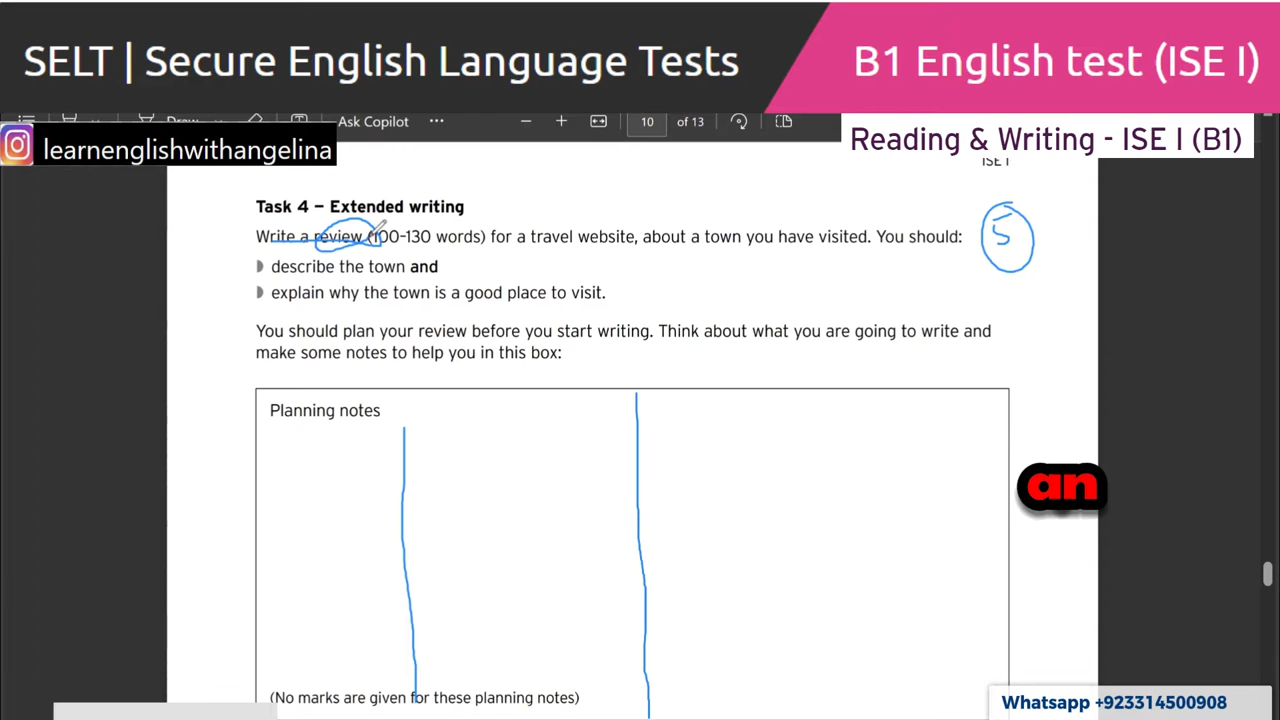 SELT | Secure English Language Tests
B1 English test (ISE I)
Ask Copilot
10 of 13
learnenglishwithangelina
Reading & Writing - ISE I (B1)
ISE I
Task 4 – Extended writing
Write a review (100-130 words) for a travel website, about a town you have visited. You should:
5
describe the town and
explain why the town is a good place to visit.
You should plan your review before you start writing. Think about what you are going to write and
make some notes to help you in this box:
Planning notes
an
(No marks are given for these planning notes)
Whatsapp +923314500908